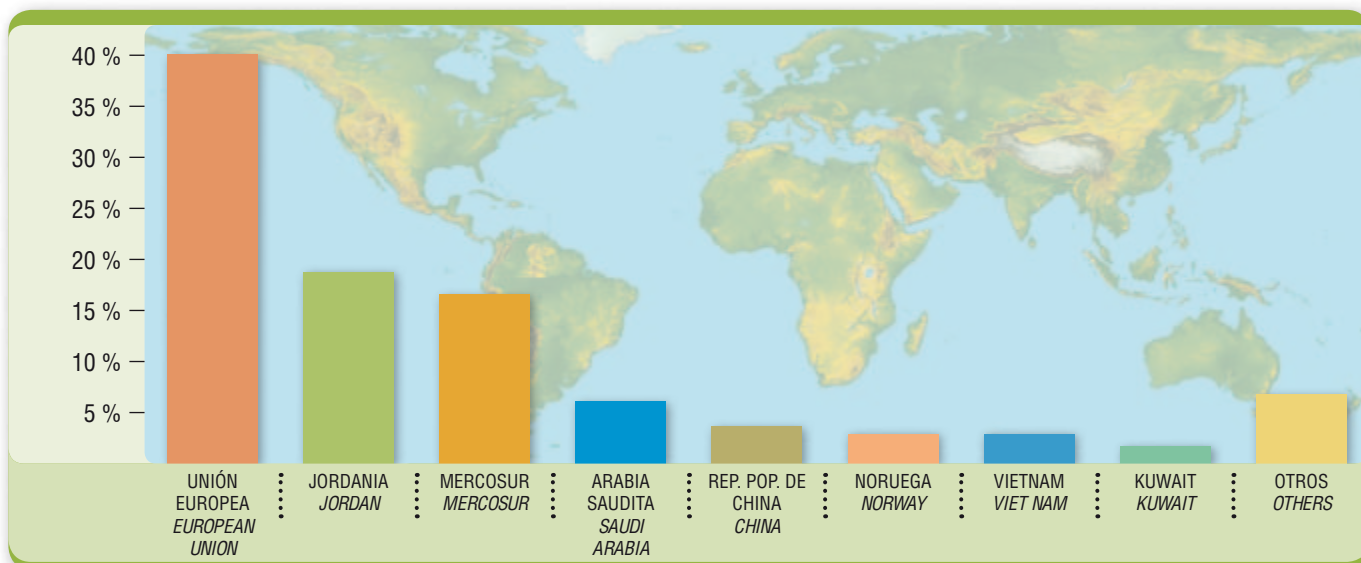 40 %
35 %
30 %
25 %
20 %
15 %
10 %
5 %
UNIÓN
EUROPEA
EUROPEAN
UNION
JORDANIA
JORDAN
MERCOSUR
MERCOSUR
ARABIA
SAUDITA
SAUDI
ARABIA
REP. POP. DE
CHINA
CHINA
NORUEGA
NORWAY
VIETNAM
VIET NAM
KUWAIT
KUWAIT
OTROS
OTHERS